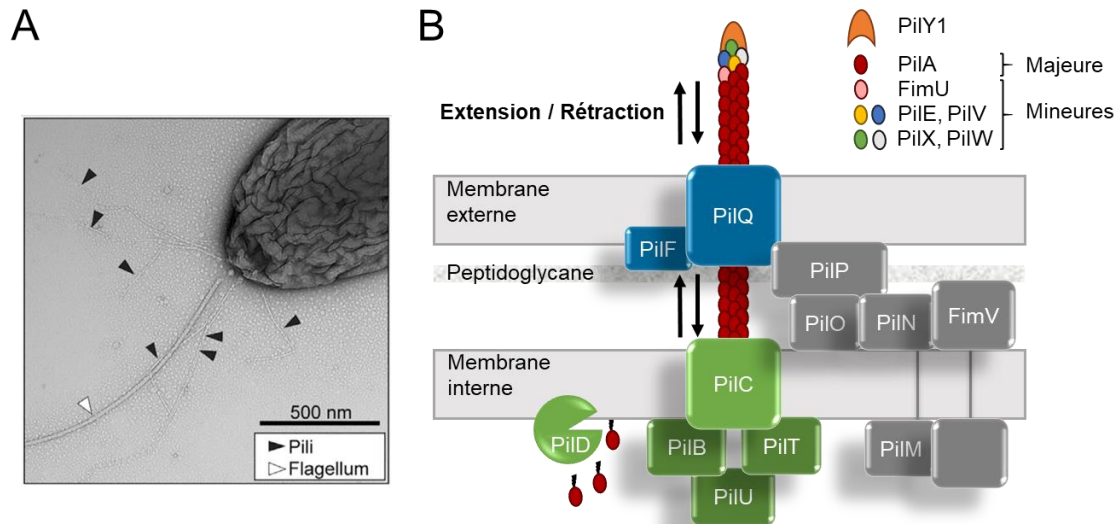 A
500 nm
Pili
Flagellum
B
PilY1
PilA
Majeure
FimU
PilE, PilV
Mineures
PilX, PilW
Extension / Rétraction
Membrane
externe
PilQ
PilF
Peptidoglycane
PilP
PilO
PilN
FimV
Membrane
interne
PilC
PilD
PilB
PilT
PilM
PilU